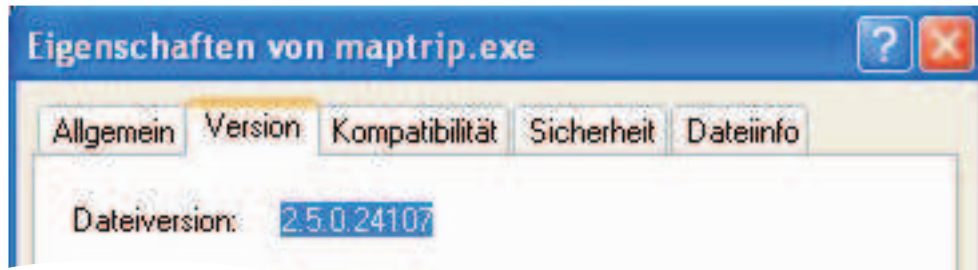 Eigenschaften von maptrip.exe
Allgemein Version Kompatibilität Sicherheit Dateiinfo
Dateiversion: 2.5.0.24107